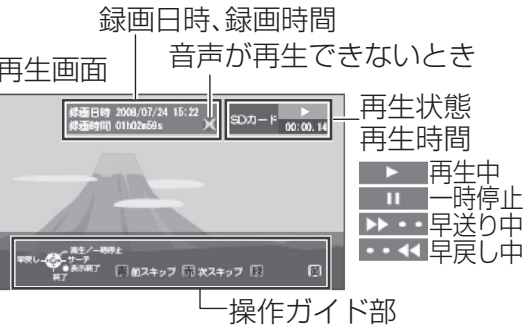 録画日時、録画時間
音声が再生できないとき
再生画面
録画日時 2008/07/24 15:22
録画時間 01h02m59s
SDカード
00:00.14
再生状態
再生時間
再生中
一時停止
早送り中
早戻し中
再生／一時停止
早戻し
サーチ
表示終了
終了
青 前スキップ 赤 次スキップ 緑 黄
操作ガイド部